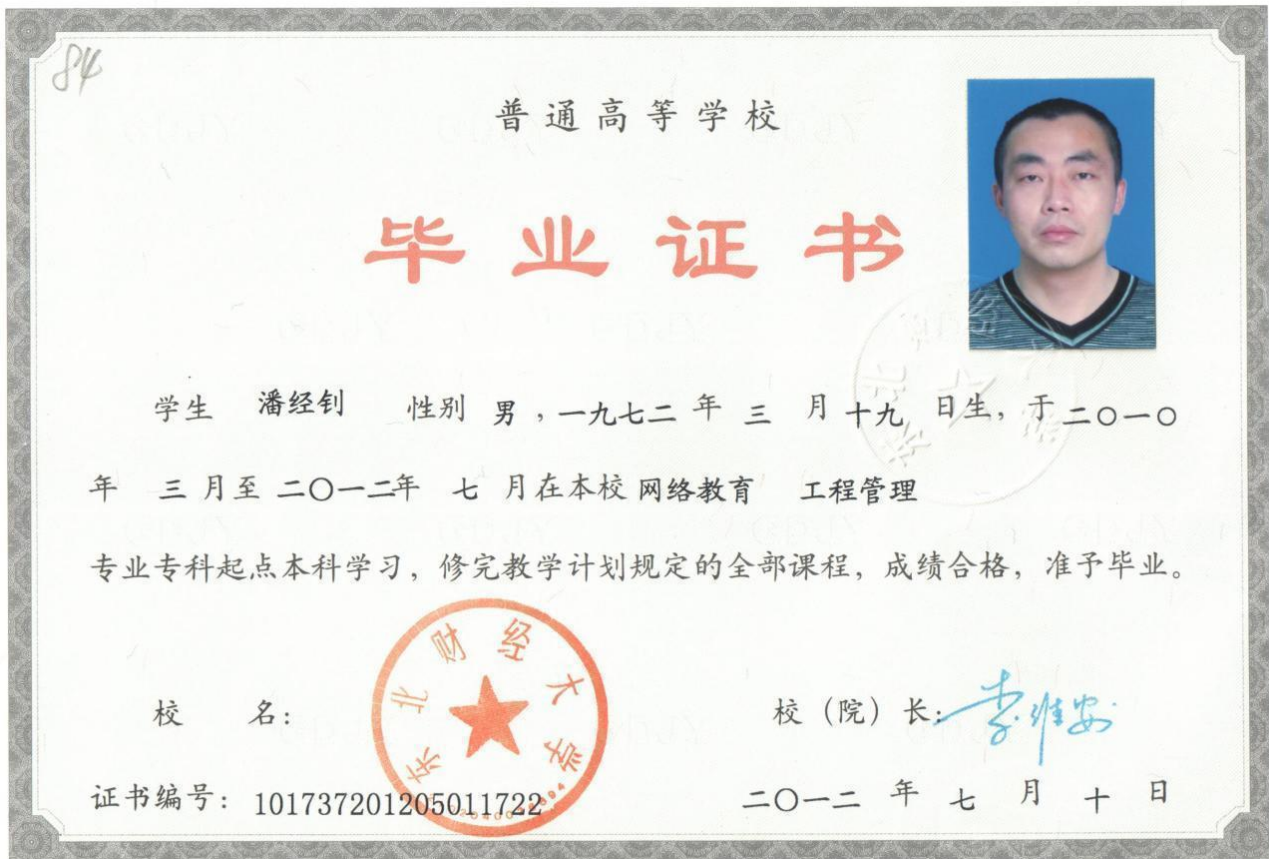 84
普通高等学校
毕业证书
学生 潘经钊 性别 男，一九七二 年 三 月 十九 日生，于 二〇一〇
年 三 月至 二〇一二年 七 月在本校 网络教育 工程管理
专业专科起点本科学习，修完教学计划规定的全部课程，成绩合格，准予毕业。
校 名：
东北财经大学
校（院）长：李维安
证书编号：101737201205011722
二〇一二 年 七 月 十 日